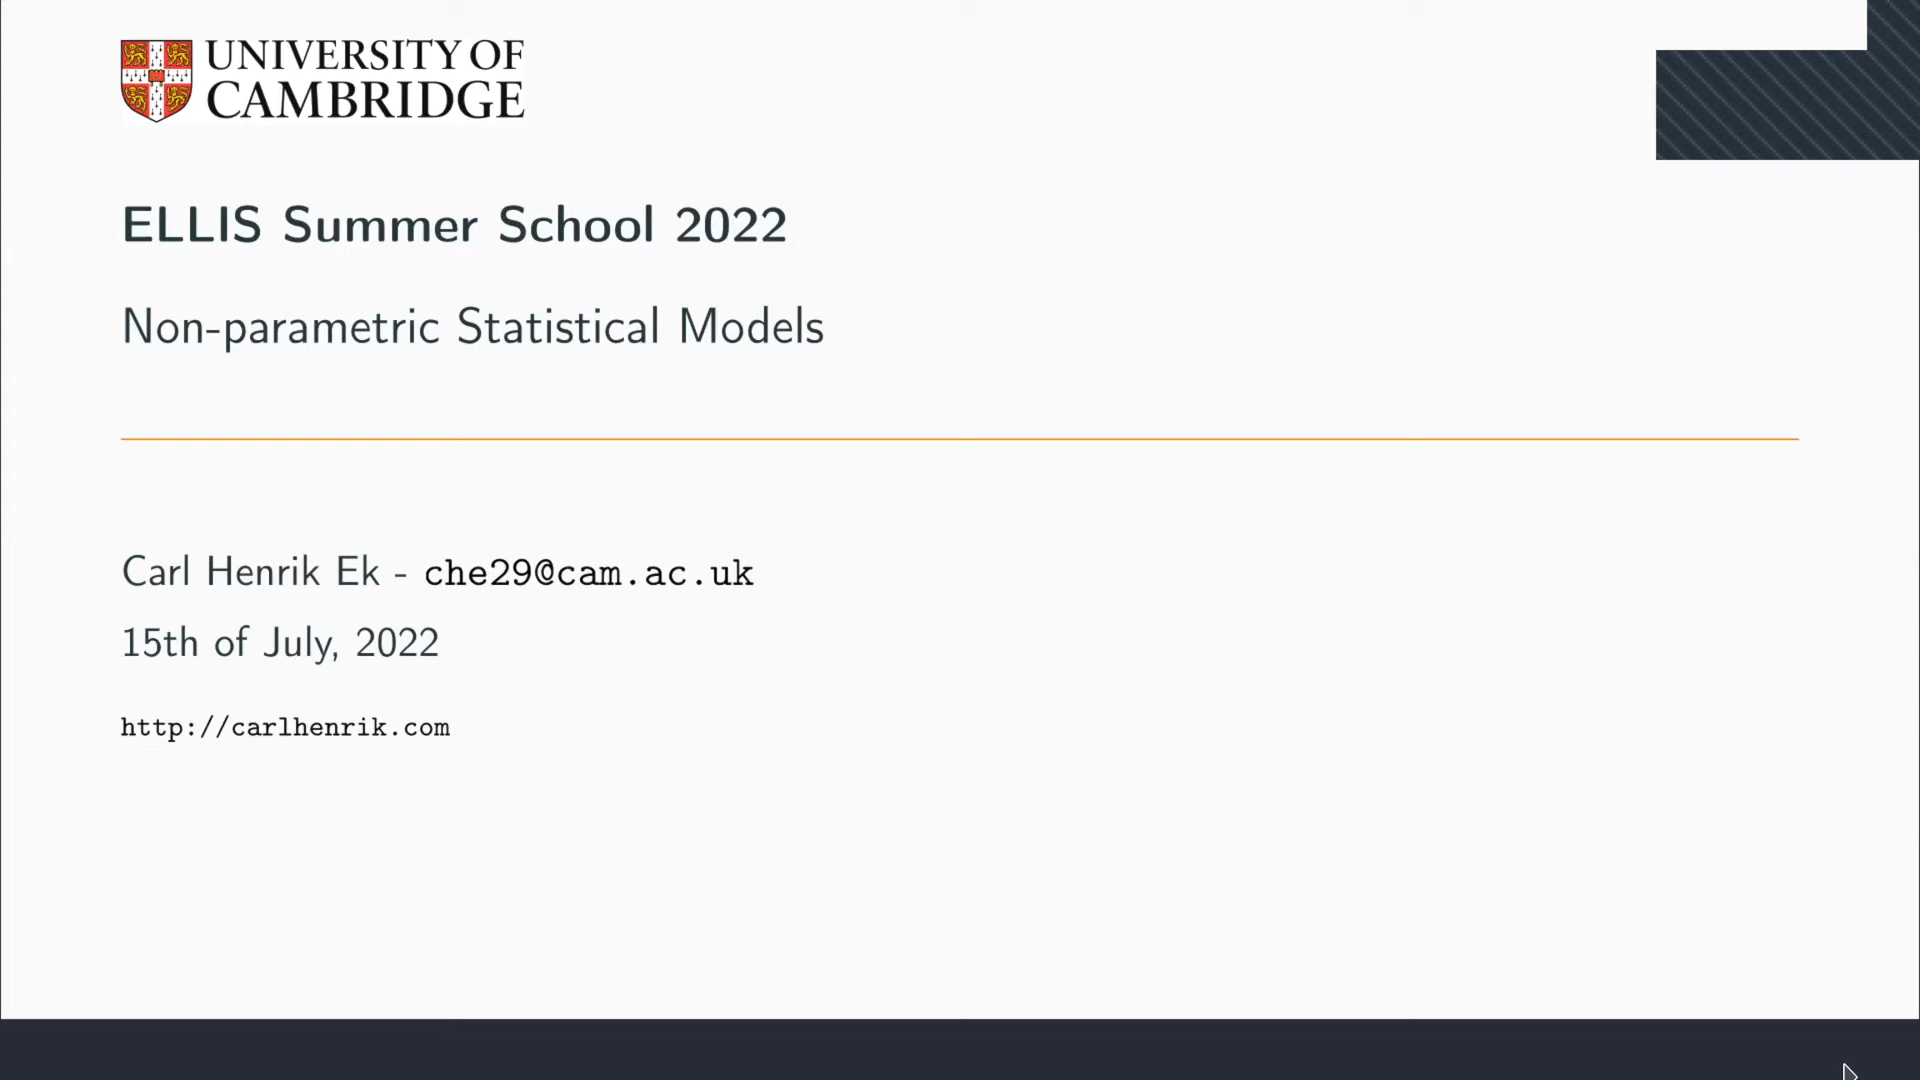 UNIVERSITY OF
CAMBRIDGE
ELLIS Summer School 2022
Non-parametric Statistical Models
Carl Henrik Ek - che29@cam.ac.uk
15th of July, 2022
http://carlhenrik.com